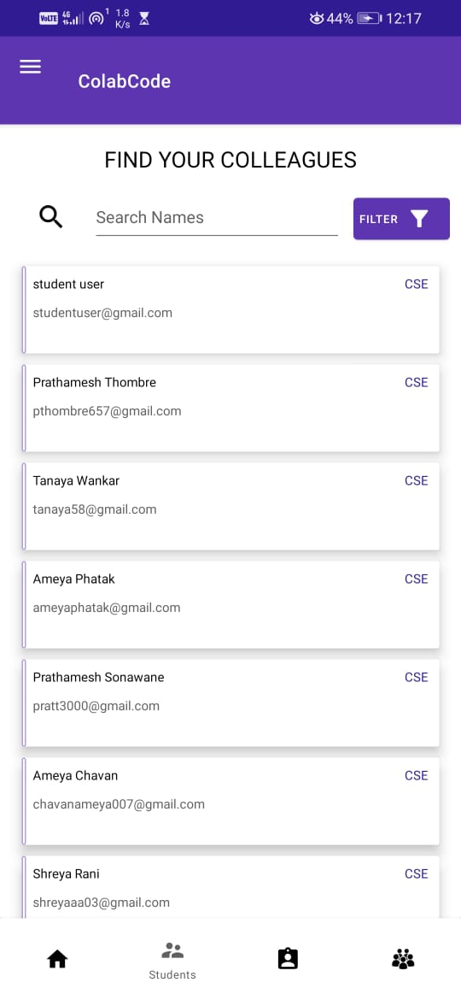 VoLTE 4G 1 1.8 K/s 44% 12:17
ColabCode
FIND YOUR COLLEAGUES
Search Names FILTER
student user CSE
studentuser@gmail.com
Prathamesh Thombre CSE
pthombre657@gmail.com
Tanaya Wankar CSE
tanaya58@gmail.com
Ameya Phatak CSE
ameyaphatak@gmail.com
Prathamesh Sonawane CSE
pratt3000@gmail.com
Ameya Chavan CSE
chavanameya007@gmail.com
Shreya Rani CSE
shreyaaa03@gmail.com
Students